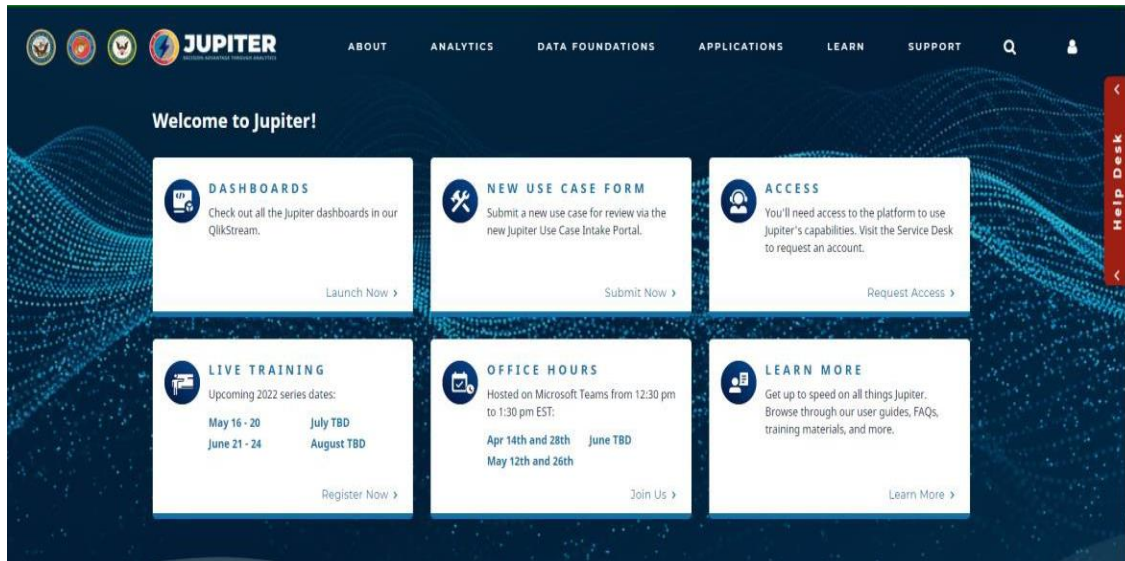 JUPITER
DECISION ADVANTAGE THROUGH ANALYTICS
ABOUT
ANALYTICS
DATA FOUNDATIONS
APPLICATIONS
LEARN
SUPPORT
Help Desk
Welcome to Jupiter!
DASHBOARDS
Check out all the Jupiter dashboards in our
QlikStream.
Launch Now ›
NEW USE CASE FORM
Submit a new use case for review via the
new Jupiter Use Case Intake Portal.
Submit Now ›
ACCESS
You'll need access to the platform to use
Jupiter's capabilities. Visit the Service Desk
to request an account.
Request Access ›
LIVE TRAINING
Upcoming 2022 series dates:
May 16 - 20 July TBD
June 21 - 24 August TBD
Register Now ›
OFFICE HOURS
Hosted on Microsoft Teams from 12:30 pm
to 1:30 pm EST:
Apr 14th and 28th June TBD
May 12th and 26th
Join Us ›
LEARN MORE
Get up to speed on all things Jupiter.
Browse through our user guides, FAQs,
training materials, and more.
Learn More ›